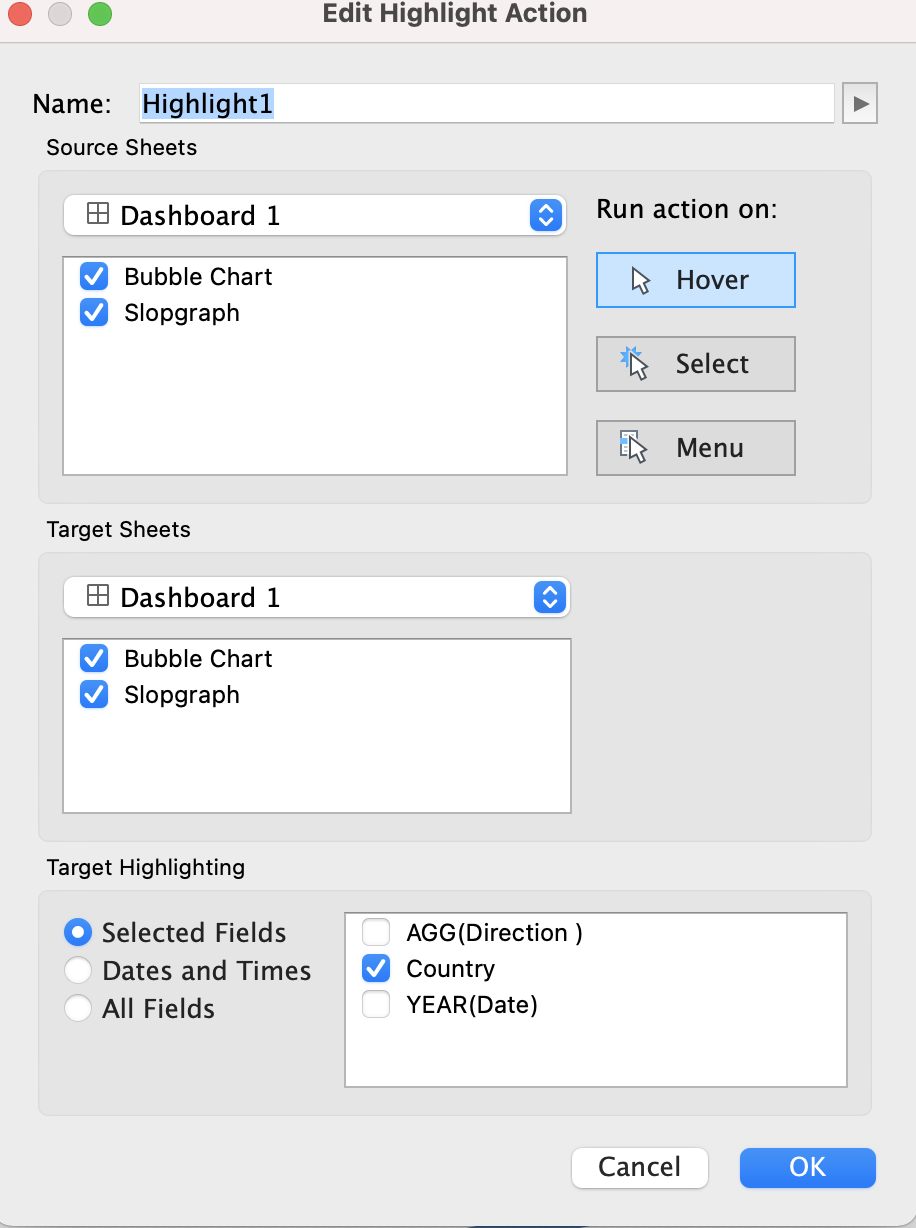 Edit Highlight Action
Name: Highlight1
Source Sheets
Dashboard 1
Run action on:
Bubble Chart
Slopgraph
Hover
Select
Menu
Target Sheets
Dashboard 1
Bubble Chart
Slopgraph
Target Highlighting
Selected Fields
Dates and Times
All Fields
AGG(Direction )
Country
YEAR(Date)
Cancel
OK